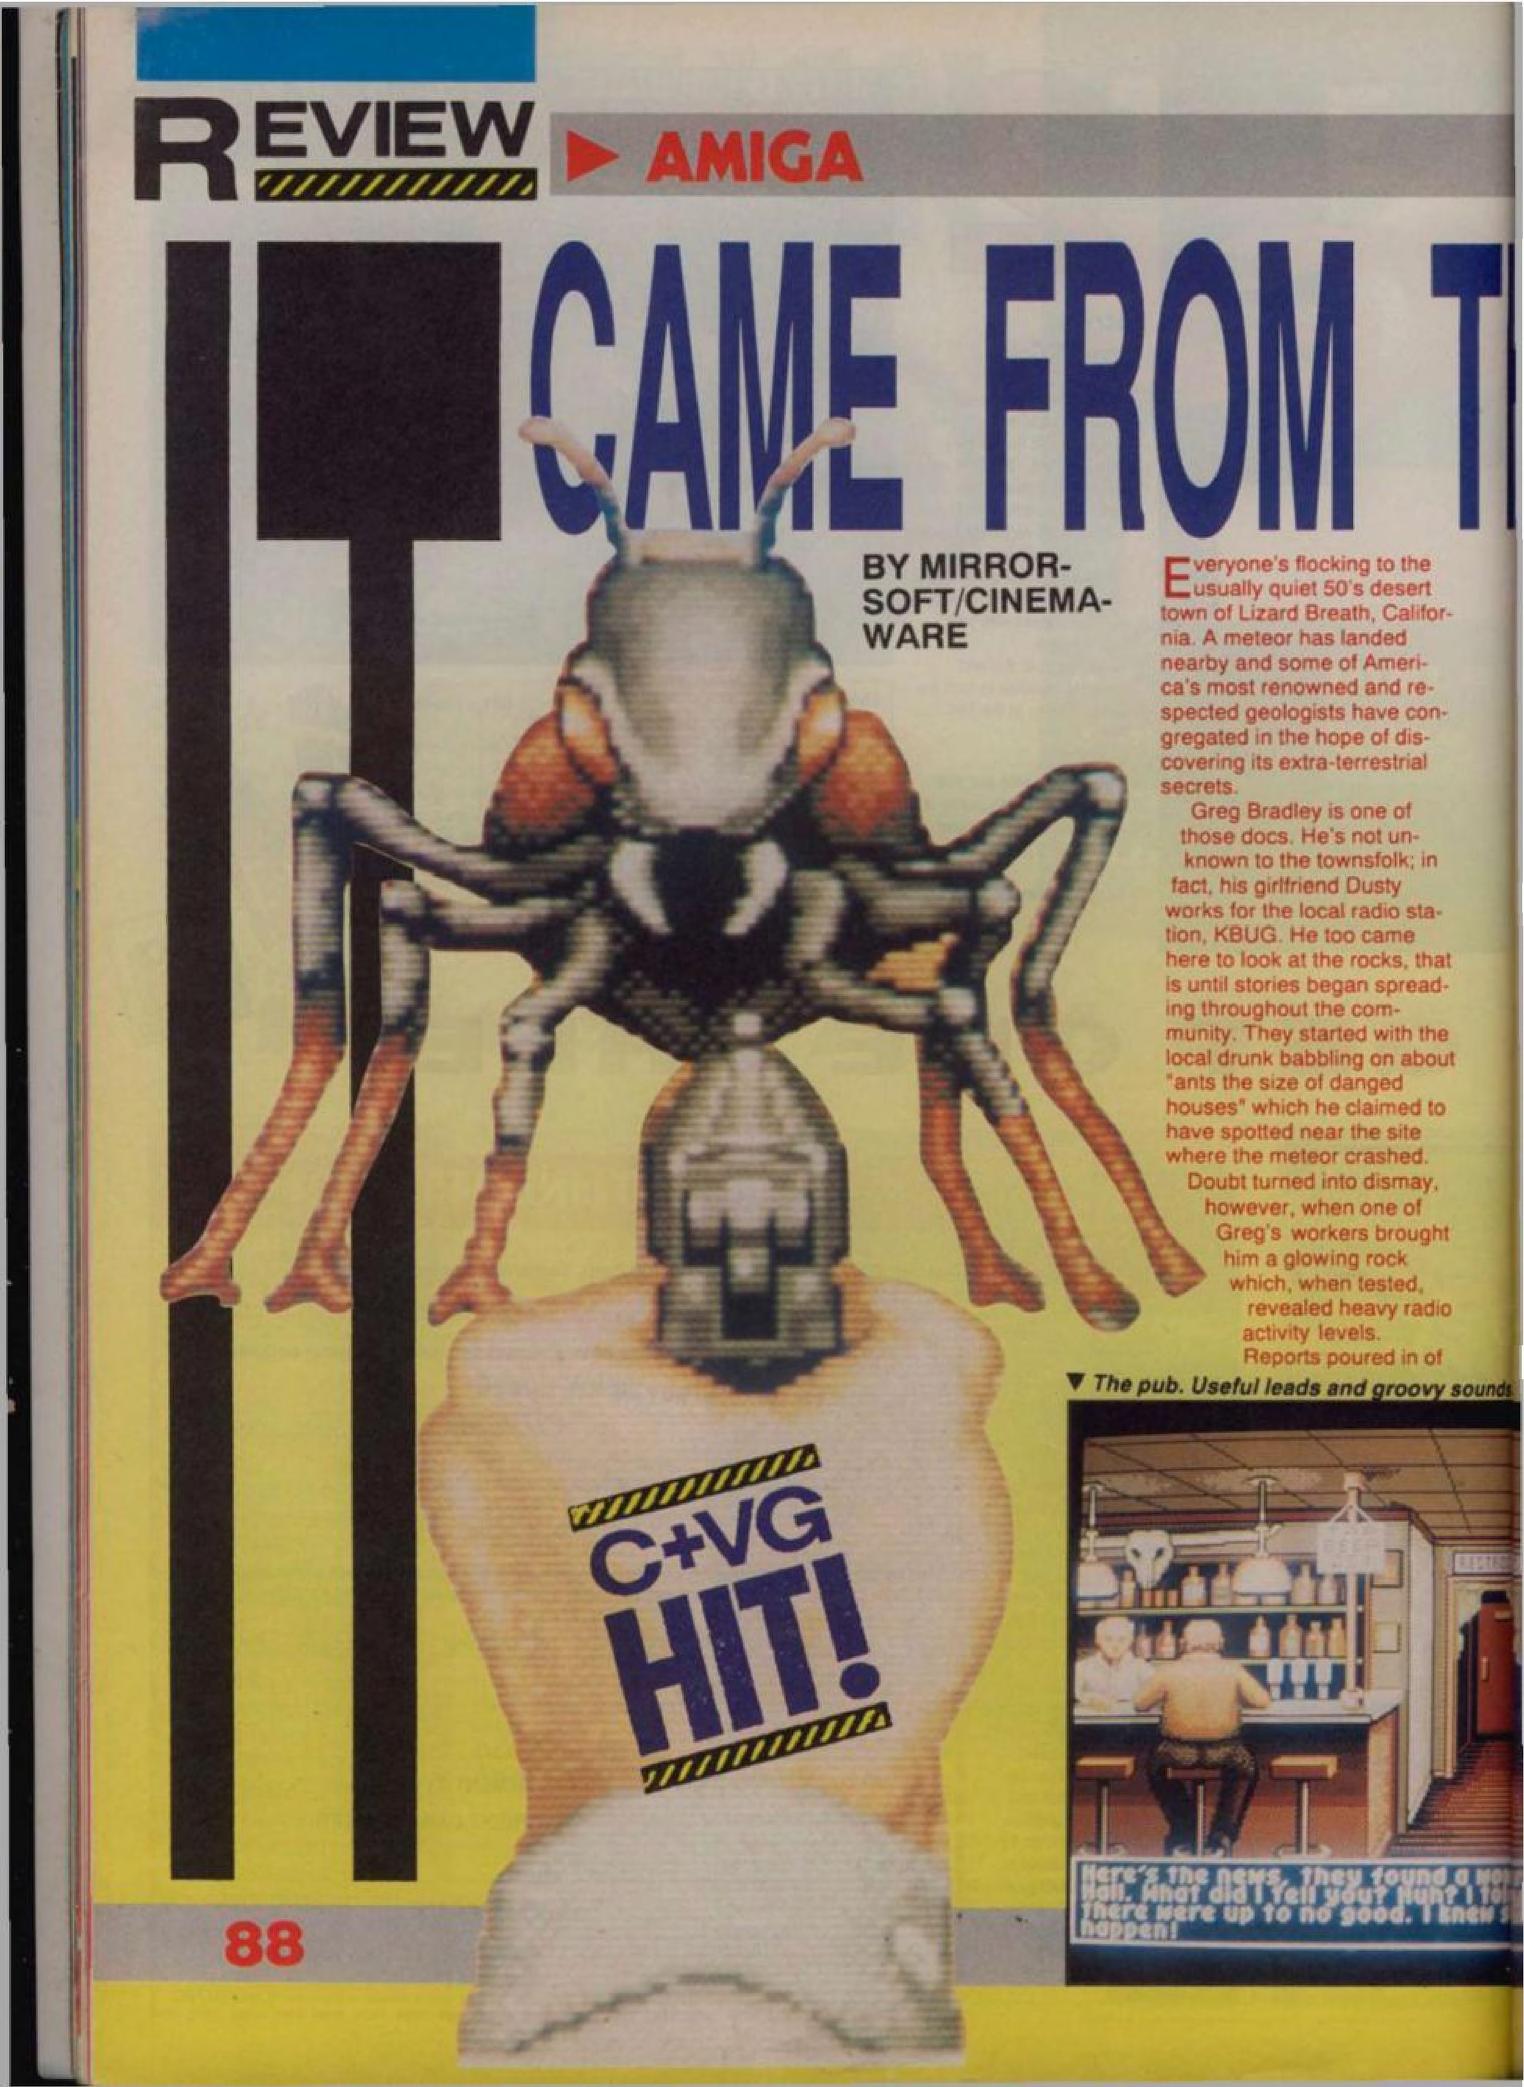 REVIEW
AMIGA
IT CAME FROM T
BY MIRROR-
SOFT/CINEMA-
WARE
Everyone's flocking to the
usually quiet 50's desert
town of Lizard Breath, Califor-
nia. A meteor has landed
nearby and some of Ameri-
ca's most renowned and re-
spected geologists have con-
gregated in the hope of dis-
covering its extra-terrestrial
secrets.
Greg Bradley is one of
those docs. He's not un-
known to the townsfolk; in
fact, his girlfriend Dusty
works for the local radio sta-
tion, KBUG. He too came
here to look at the rocks, that
is until stories began spread-
ing throughout the com-
munity. They started with the
local drunk babbling on about
"ants the size of danged
houses" which he claimed to
have spotted near the site
where the meteor crashed.
Doubt turned into dismay,
however, when one of
Greg's workers brought
him a glowing rock
which, when tested,
revealed heavy radio
activity levels.
Reports poured in of
▼ The pub. Useful leads and groovy sounds
BEER
Here's the news, they found a
Hall. What did I tell you? Huh? I
There were up to no good. I knew
happen!
C+VG
HIT!
88